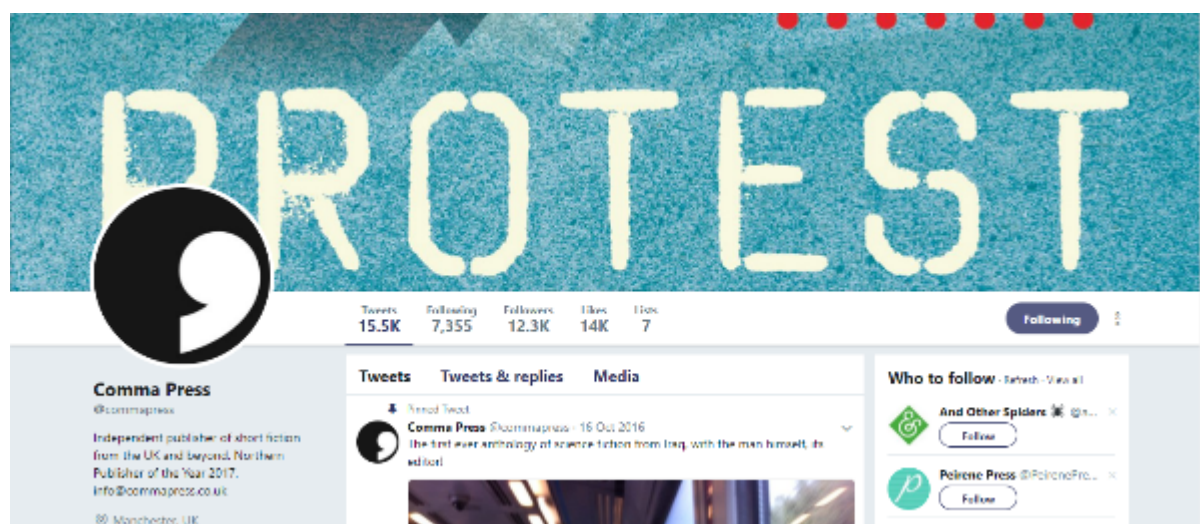 PROTEST
Tweets Following Followers Likes Lists
15.5K 7,355 12.3K 14K 7
Following
Comma Press
@commapress
Independent publisher of short fiction
from the UK and beyond. Northern
Publisher of the Year 2017.
info@commapress.co.uk
Manchester, UK
Tweets Tweets & replies Media
Pinned Tweet
Comma Press @commapress · 16 Oct 2016
The first ever anthology of science fiction from Iraq, with the man himself, its
editor!
Who to follow · Refresh · View all
And Other Spiders @n...
Follow
Peirene Press @PeirenePre...
Follow